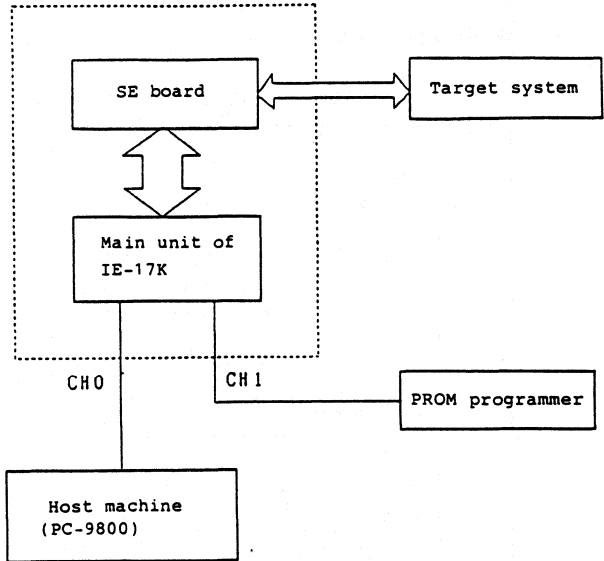 SE board
Target system
Main unit of
IE-17K
CH0
CH1
PROM programmer
Host machine
(PC-9800)